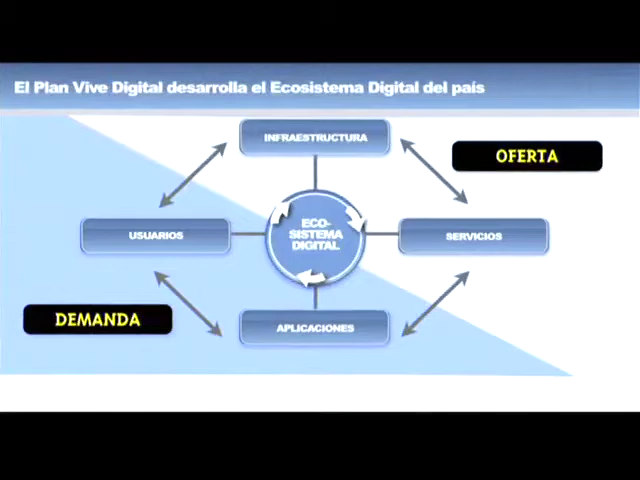 El Plan Vive Digital desarrolla el Ecosistema Digital del país
INFRAESTRUCTURA
OFERTA
USUARIOS
ECO-
SISTEMA
DIGITAL
SERVICIOS
DEMANDA
APLICACIONES